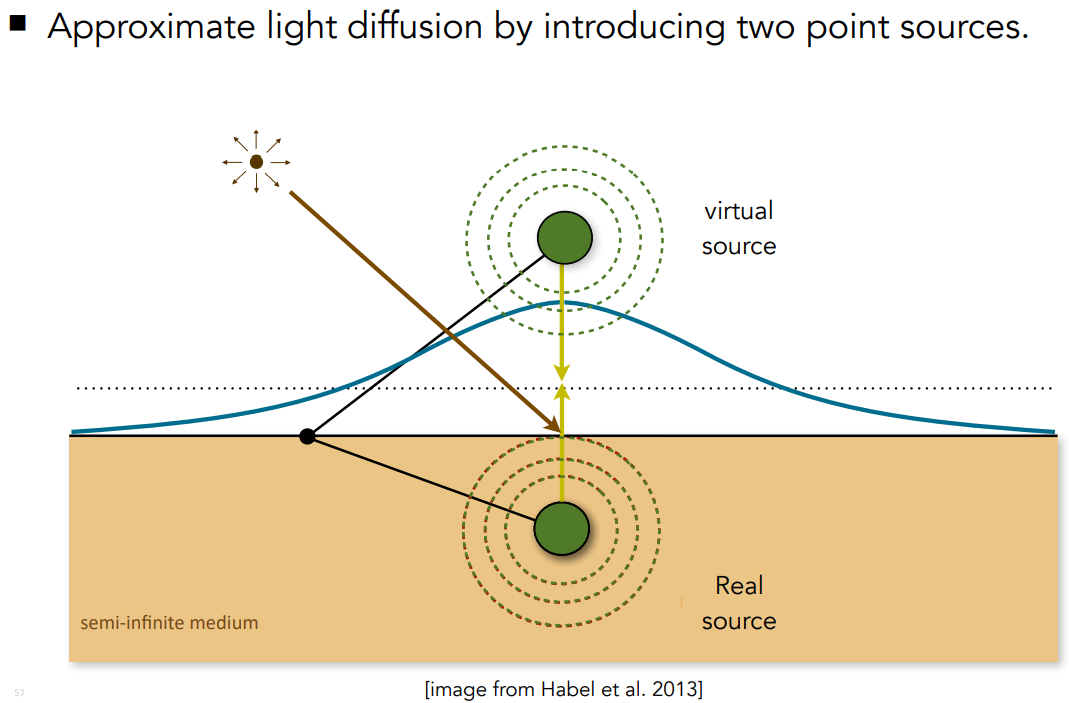 ■ Approximate light diffusion by introducing two point sources.
virtual
source
Real
source
semi-infinite medium
57
[image from Habel et al. 2013]